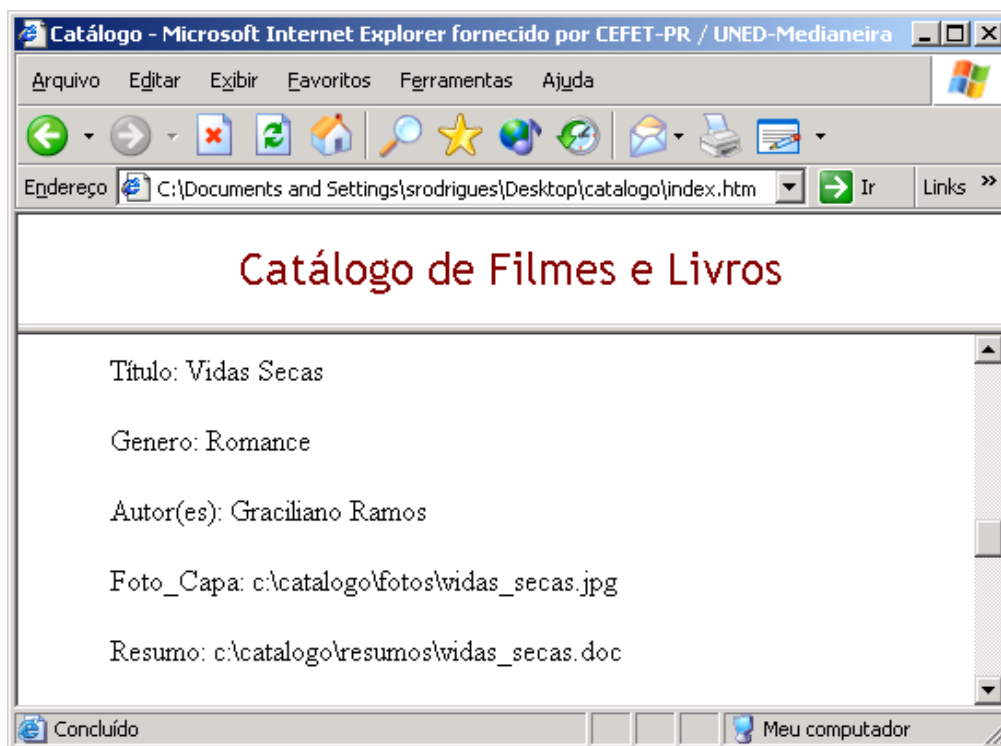 Catálogo - Microsoft Internet Explorer fornecido por CEFET-PR / UNED-Medianeira
Arquivo Editar Exibir Favoritos Ferramentas Ajuda
Endereço C:\Documents and Settings\srodrigues\Desktop\catalogo\index.htm Ir Links »
Catálogo de Filmes e Livros
Título: Vidas Secas
Genero: Romance
Autor(es): Graciliano Ramos
Foto_Capa: c:\catalogo\fotos\vidas_secas.jpg
Resumo: c:\catalogo\resumos\vidas_secas.doc
Concluído Meu computador